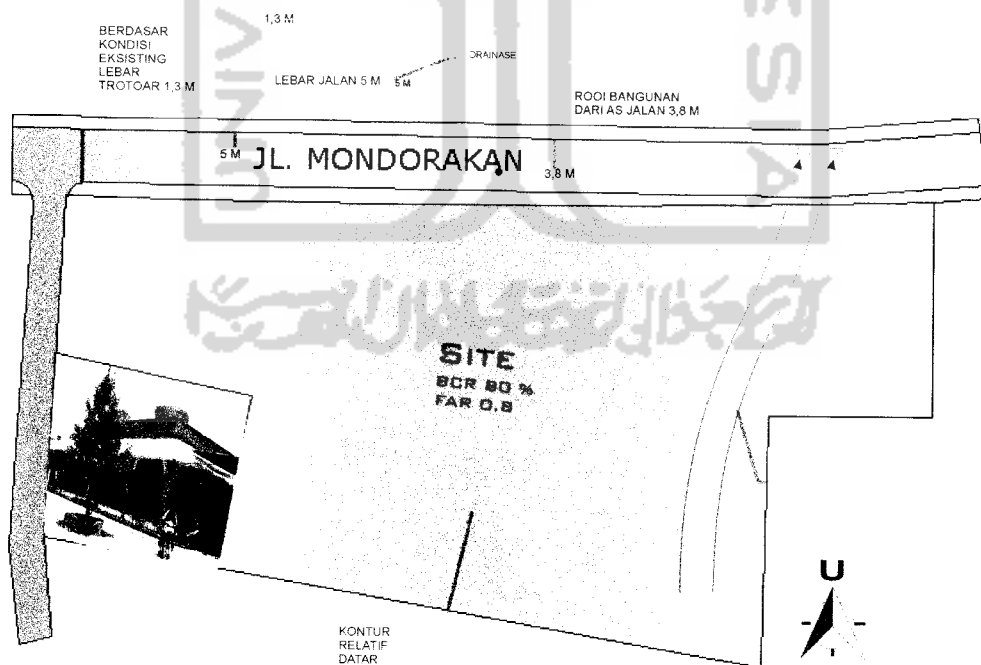 1,3 M
BERDASAR
KONDISI
EKSISTING
LEBAR
TROTOAR 1,3 M
LEBAR JALAN 5 M
5 M
DRAINASE
ROOI BANGUNAN
DARI AS JALAN 3,8 M
5 M
JL. MONDORAKAN
3,8 M
SITE
BCR 80 %
FAR 0.8
KONTUR
RELATIF
DATAR
U